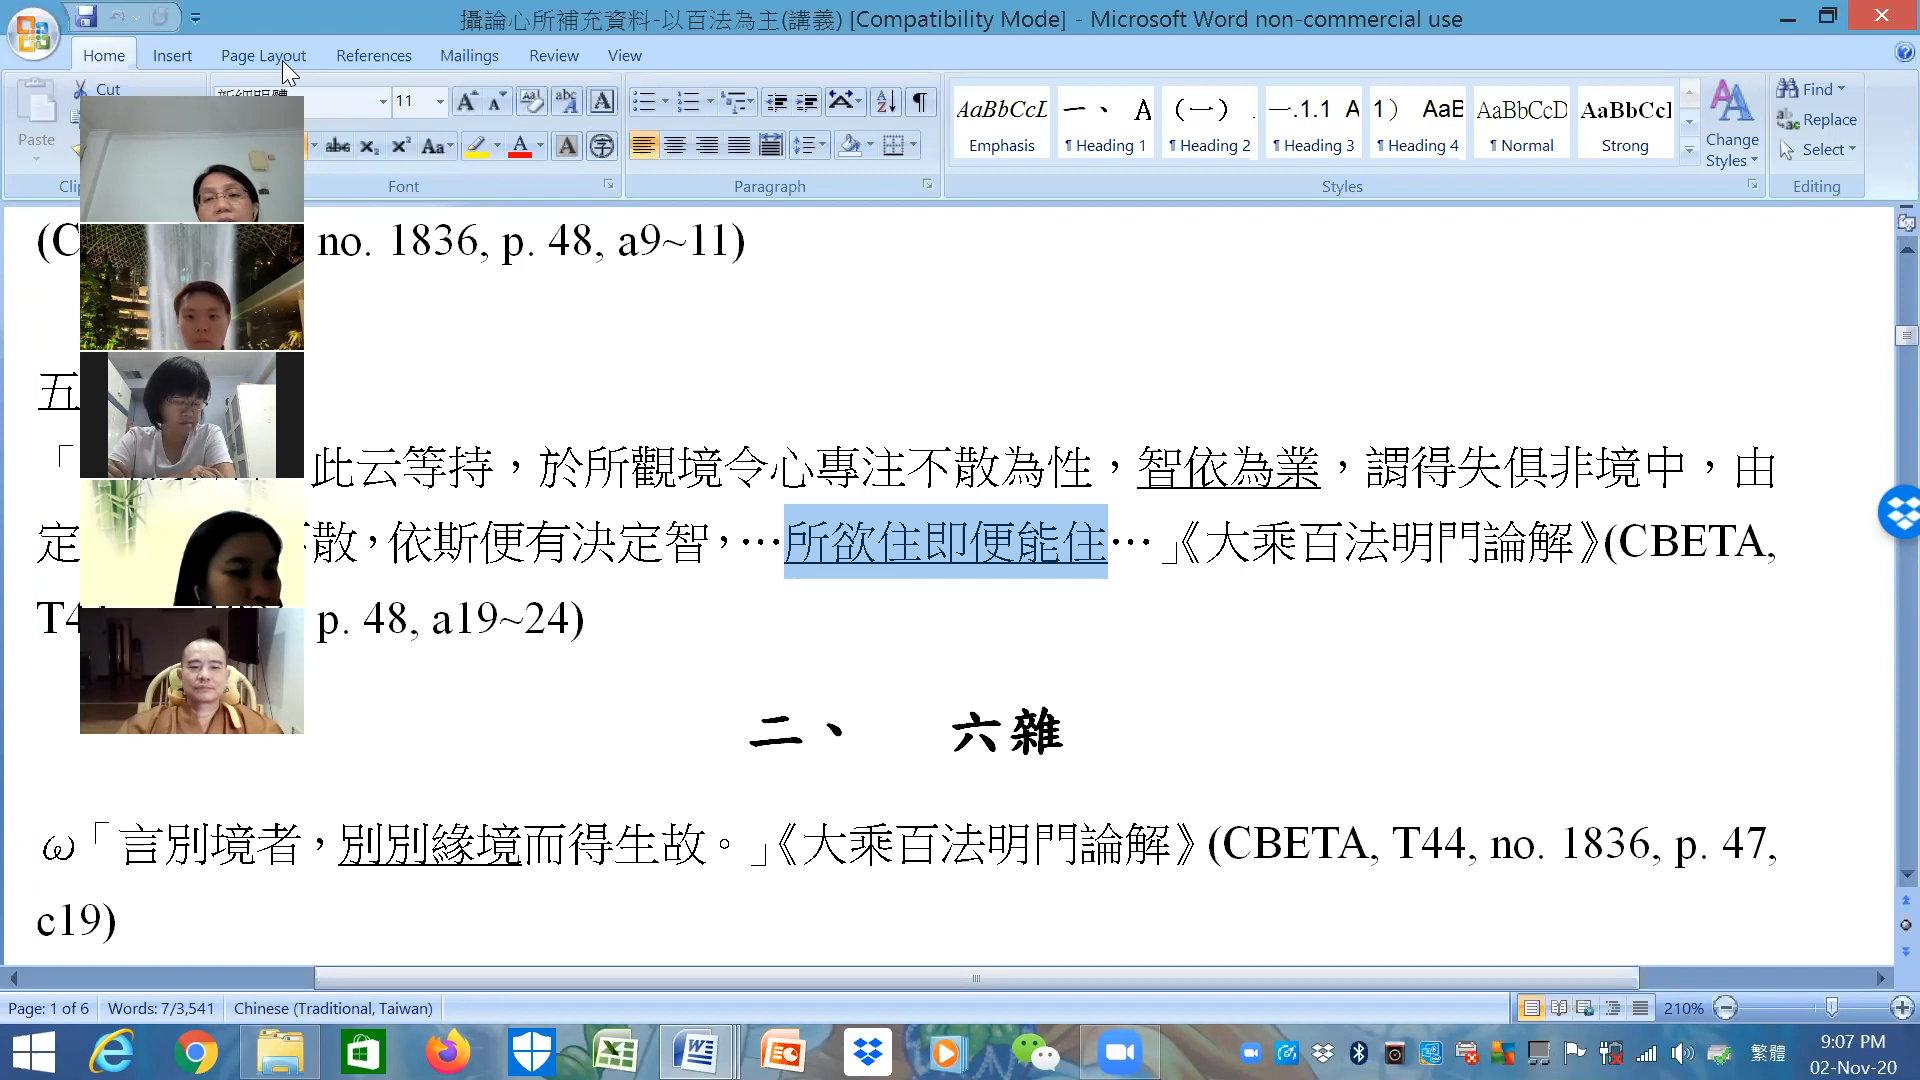 攝論心所補充資料-以百法為主(講義) [Compatibility Mode] - Microsoft Word non-commercial use
Home Insert Page Layout References Mailings Review View
Cut
Paste
11
Find
Replace
Select
Change Styles
AaBbCcL 一、 A (一) . 一.1.1 A 1) AaB AaBbCcD AaBbCcl
Emphasis ¶ Heading 1 ¶ Heading 2 ¶ Heading 3 ¶ Heading 4 ¶ Normal Strong
Font Paragraph Styles Editing
no. 1836, p. 48, a9~11)
五
此云等持，於所觀境令心專注不散為性，智依為業，謂得失俱非境中，由
定 散，依斯便有決定智，…所欲住即便能住…」《大乘百法明門論解》(CBETA,
T4 p. 48, a19~24)
二、 六雜
ω「言別境者，別別緣境而得生故。」《大乘百法明門論解》(CBETA, T44, no. 1836, p. 47,
c19)
Page: 1 of 6 Words: 7/3,541 Chinese (Traditional, Taiwan) 210%
繁體
9:07 PM
02-Nov-20